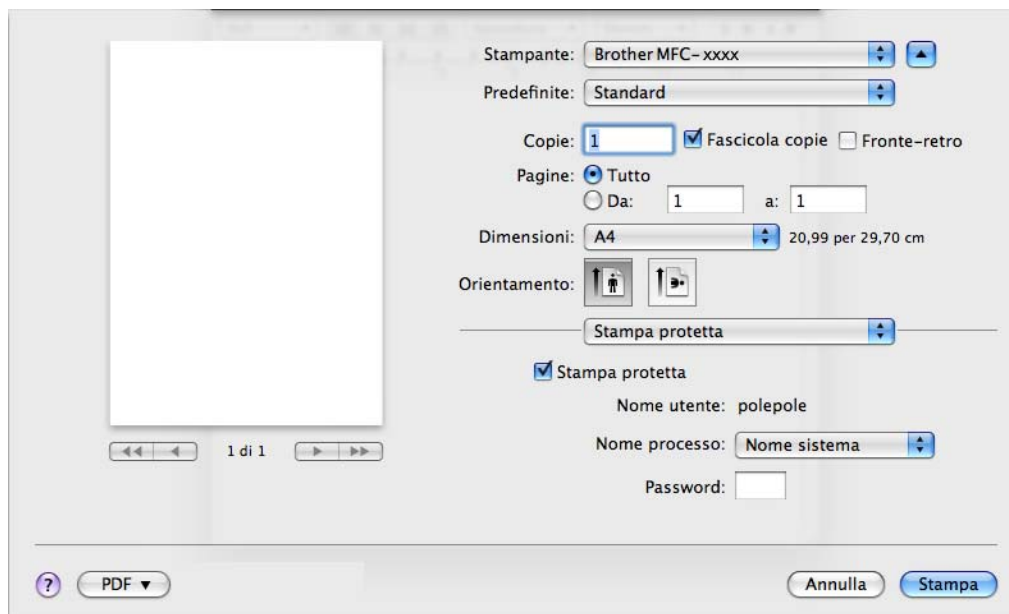 Stampante: Brother MFC-xxxx
Predefinite: Standard
Copie: 1 Fascicola copie Fronte-retro
Pagine: Tutto
Da: 1 a: 1
Dimensioni: A4 20,99 per 29,70 cm
Orientamento:
Stampa protetta
Stampa protetta
Nome utente: polepole
1 di 1 Nome processo: Nome sistema
Password:
? PDF Annulla Stampa